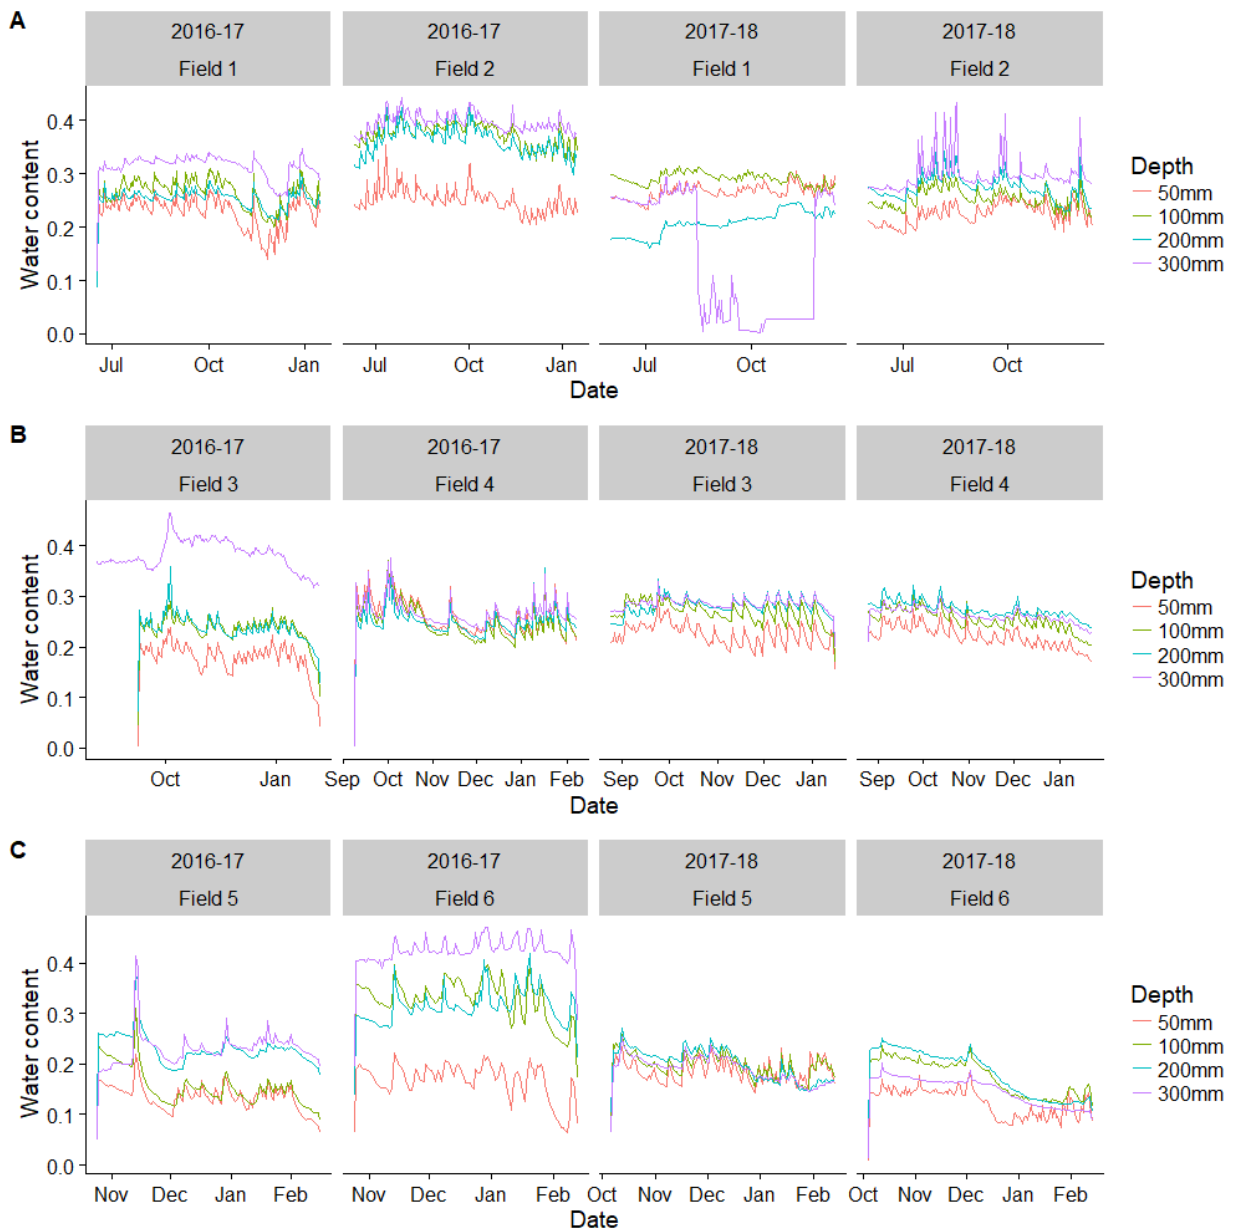 A
2016-17 2016-17 2017-18 2017-18
Field 1 Field 2 Field 1 Field 2
Water content
0.4
0.3
0.2
0.1
0.0
Jul Oct Jan Jul Oct Jan Jul Oct Jul Oct
Date
Depth
50mm
100mm
200mm
300mm
B
2016-17 2016-17 2017-18 2017-18
Field 3 Field 4 Field 3 Field 4
Water content
0.4
0.3
0.2
0.1
0.0
Oct Jan Sep Oct Nov Dec Jan Feb Sep Oct Nov Dec Jan Sep Oct Nov Dec Jan
Date
Depth
50mm
100mm
200mm
300mm
C
2016-17 2016-17 2017-18 2017-18
Field 5 Field 6 Field 5 Field 6
Water content
0.4
0.3
0.2
0.1
0.0
Nov Dec Jan Feb Nov Dec Jan Feb Oct Nov Dec Jan Feb Oct Nov Dec Jan Feb
Date
Depth
50mm
100mm
200mm
300mm